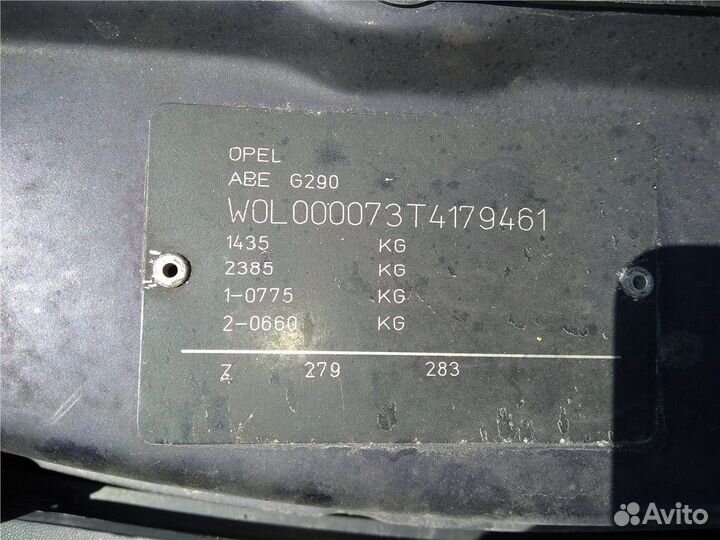 OPEL
ABE G290
W0L000073T4179461
1435 KG
2385 KG
1-0775 KG
2-0660 KG
Z 279 283
Avito